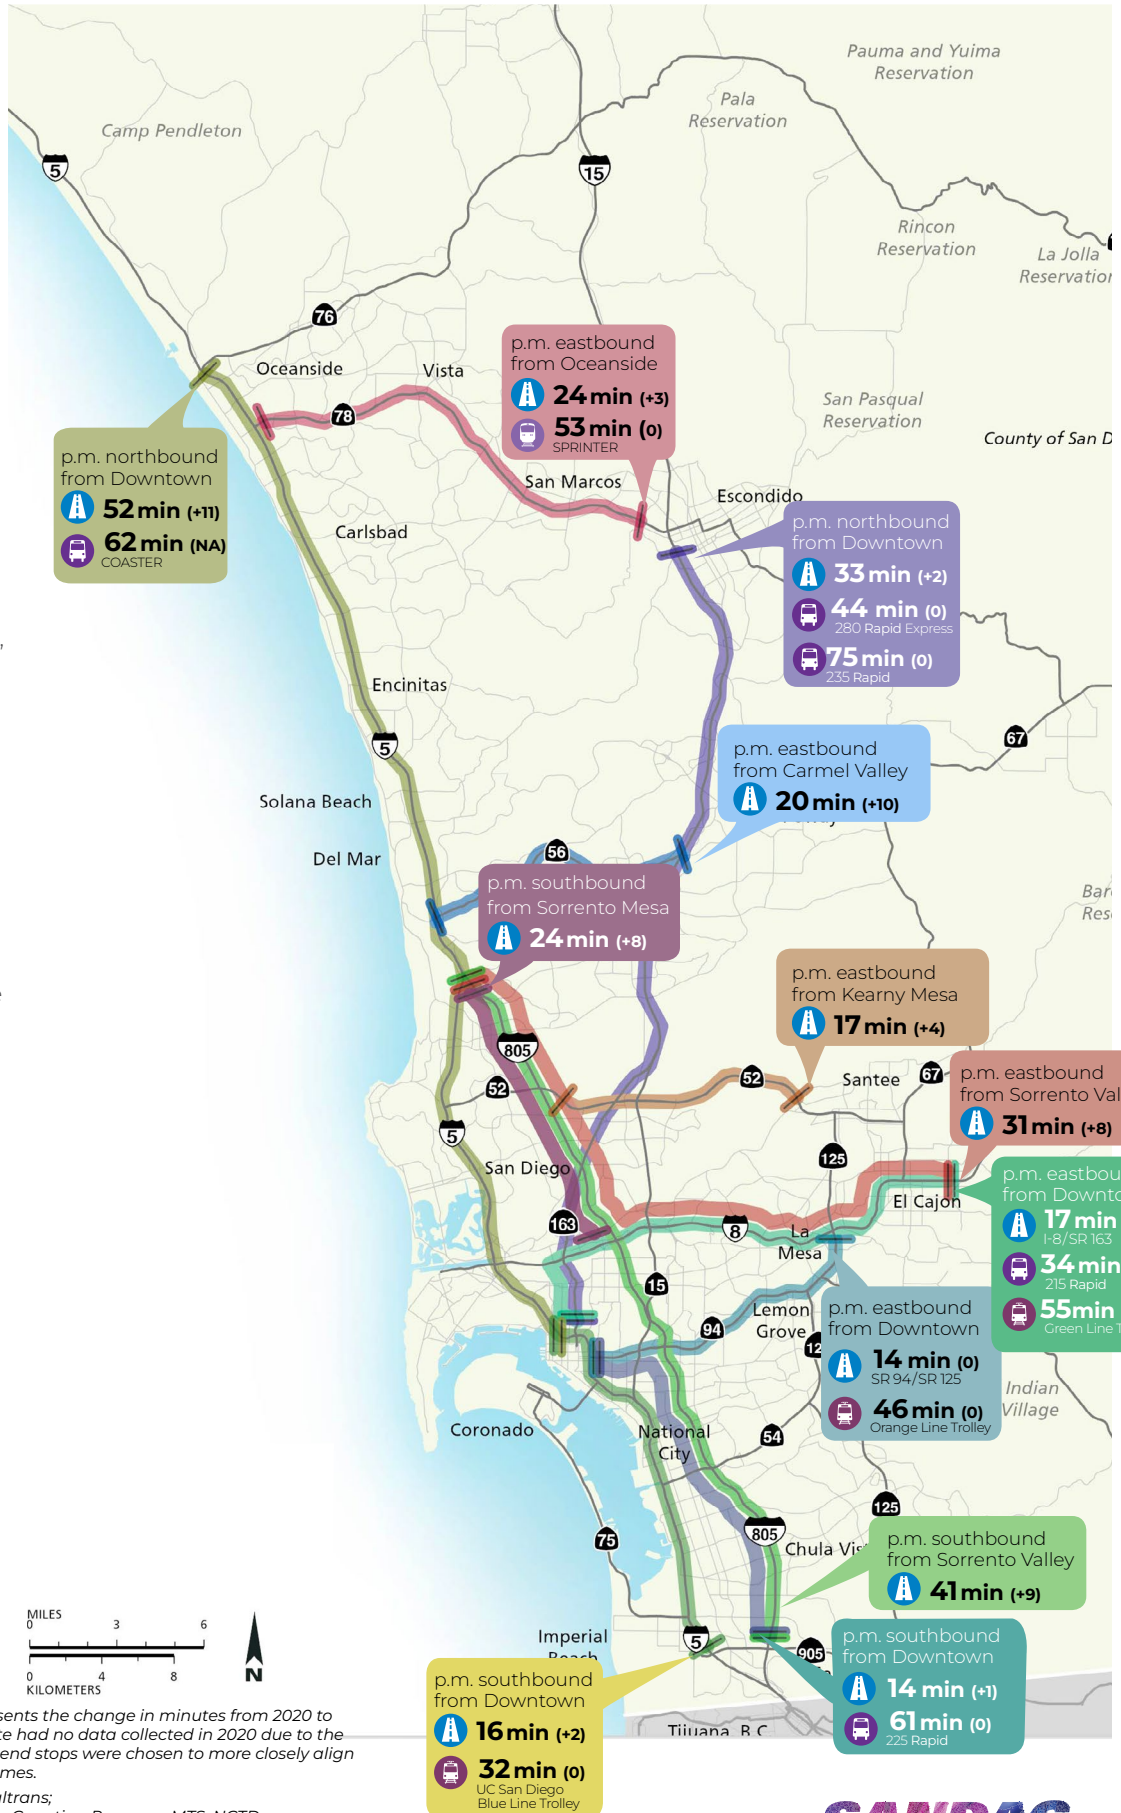 Pauma and Yuima
Reservation
Pala
Reservation
Camp Pendleton
5
15
Rincon
Reservation
La Jolla
Reservation
76
p.m. eastbound
from Oceanside
24 min (+3)
53 min (0)
SPRINTER
Oceanside
Vista
78
San Pasqual
Reservation
County of San D
p.m. northbound
from Downtown
52 min (+11)
62 min (NA)
COASTER
San Marcos
Escondido
Carlsbad
p.m. northbound
from Downtown
33 min (+2)
44 min (0)
280 Rapid Express
75 min (0)
235 Rapid
Encinitas
5
67
p.m. eastbound
from Carmel Valley
20 min (+10)
Solana Beach
Del Mar
56
p.m. southbound
from Sorrento Mesa
24 min (+8)
p.m. eastbound
from Kearny Mesa
17 min (+4)
805
52
52
Santee
67
5
p.m. eastbound
from Sorrento Val
31 min (+8)
125
San Diego
El Cajon
p.m. eastbou
from Downto
17 min
I-8/SR 163
34 min
215 Rapid
55min
Green Line T
163
8
La
Mesa
15
Lemon
Grove
94
12
p.m. eastbound
from Downtown
14 min (0)
SR 94/SR 125
46 min (0)
Orange Line Trolley
Indian
Village
Coronado
National
City
54
125
75
805
Chula Vis
p.m. southbound
from Sorrento Valley
41 min (+9)
MILES
0 3 6
0 4 8
KILOMETERS
N
Imperial
Beach
5
905
p.m. southbound
from Downtown
14 min (+1)
61 min (0)
225 Rapid
p.m. southbound
from Downtown
16 min (+2)
32 min (0)
UC San Diego
Blue Line Trolley
Tijuana, B.C.
sents the change in minutes from 2020 to
te had no data collected in 2020 due to the
end stops were chosen to more closely align
mes.
ltrans;
SANDAG